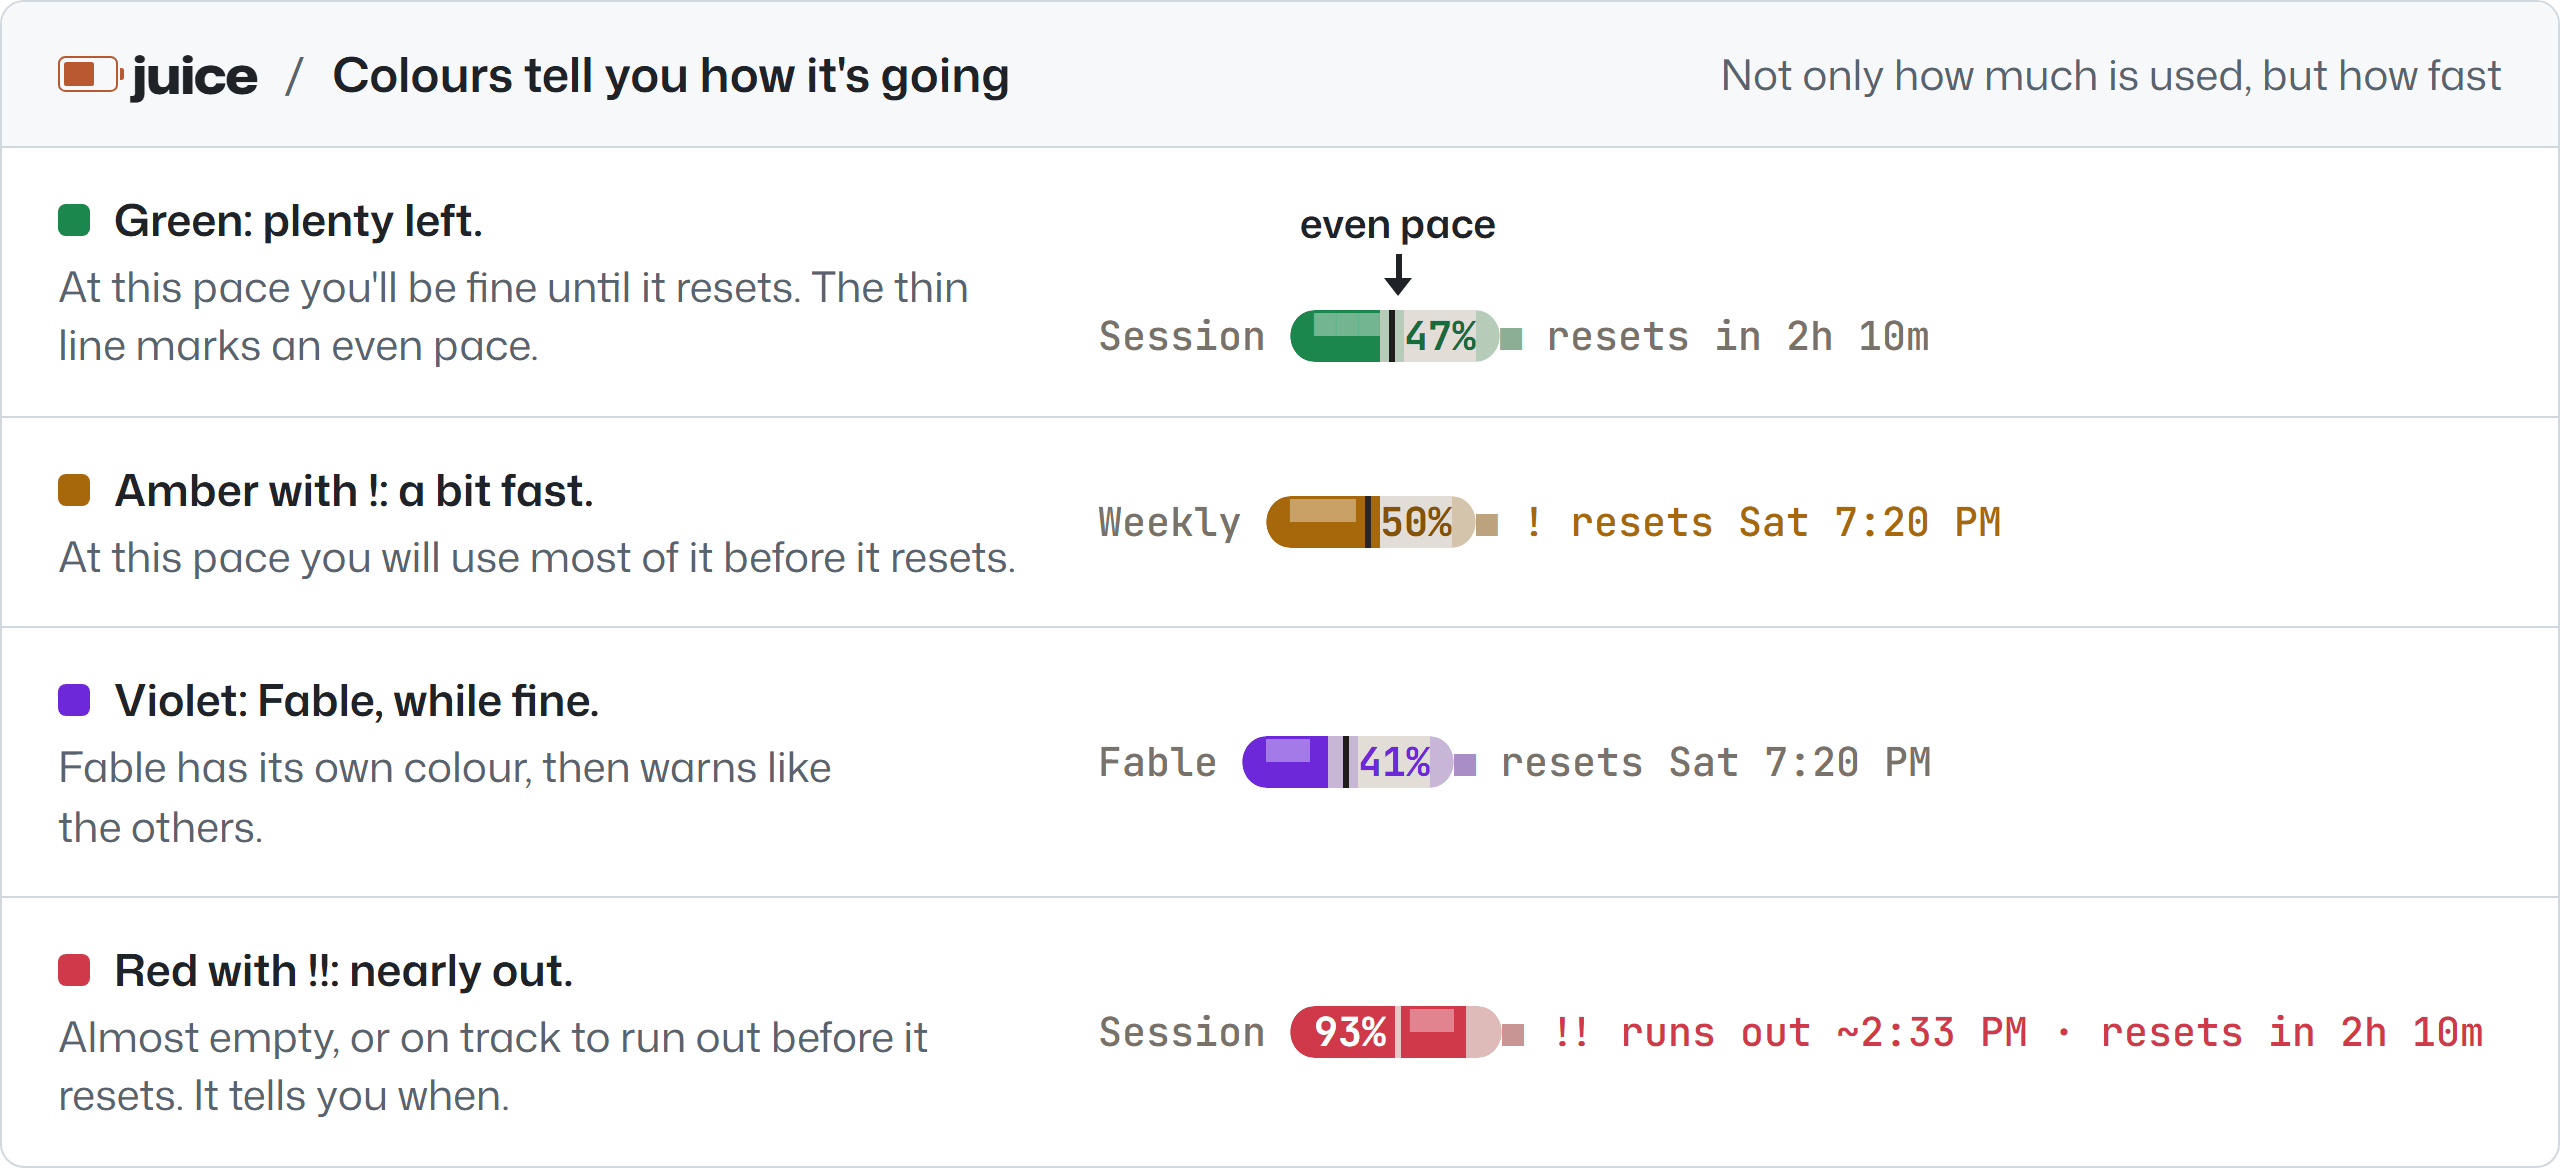 juice / Colours tell you how it's going
Not only how much is used, but how fast
Green: plenty left.
At this pace you'll be fine until it resets. The thin
line marks an even pace.
even pace
Session 47% resets in 2h 10m
Amber with !: a bit fast.
At this pace you will use most of it before it resets.
Weekly 50% ! resets Sat 7:20 PM
Violet: Fable, while fine.
Fable has its own colour, then warns like
the others.
Fable 41% resets Sat 7:20 PM
Red with !!: nearly out.
Almost empty, or on track to run out before it
resets. It tells you when.
Session 93% !! runs out ~2:33 PM · resets in 2h 10m